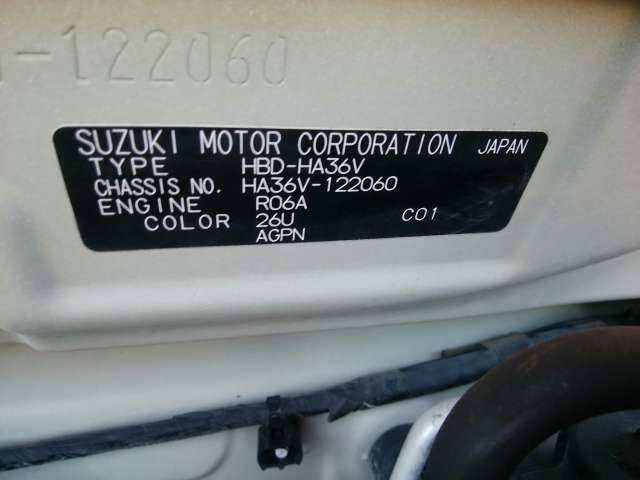 -122060
SUZUKI MOTOR CORPORATION JAPAN
TYPE HBD-HA36V
CHASSIS NO. HA36V-122060
ENGINE R06A
COLOR 26U C01
AGPN